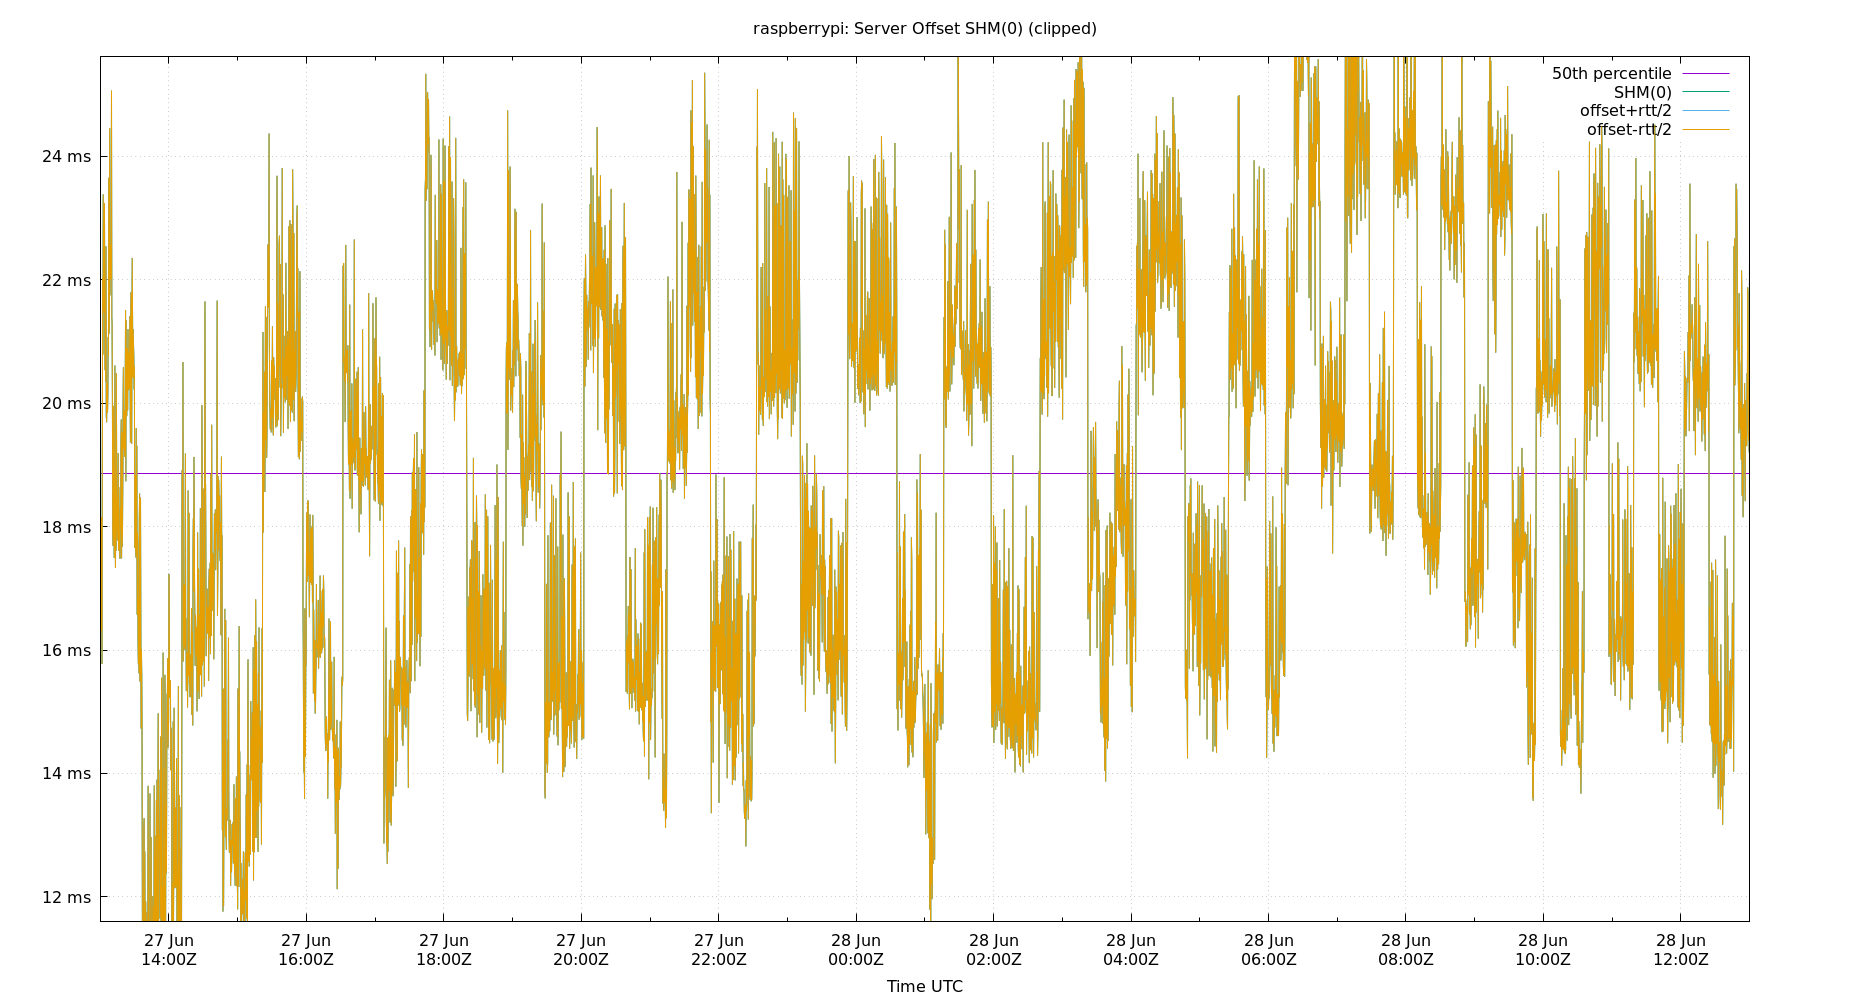 raspberrypi: Server Offset SHM(0) (clipped)
50th percentile
SHM(0)
offset+rtt/2
offset-rtt/2
24 ms
22 ms
20 ms
18 ms
16 ms
14 ms
12 ms
27 Jun 27 Jun 27 Jun 27 Jun 27 Jun 28 Jun 28 Jun 28 Jun 28 Jun 28 Jun 28 Jun 28 Jun
14:00Z 16:00Z 18:00Z 20:00Z 22:00Z 00:00Z 02:00Z 04:00Z 06:00Z 08:00Z 10:00Z 12:00Z
Time UTC